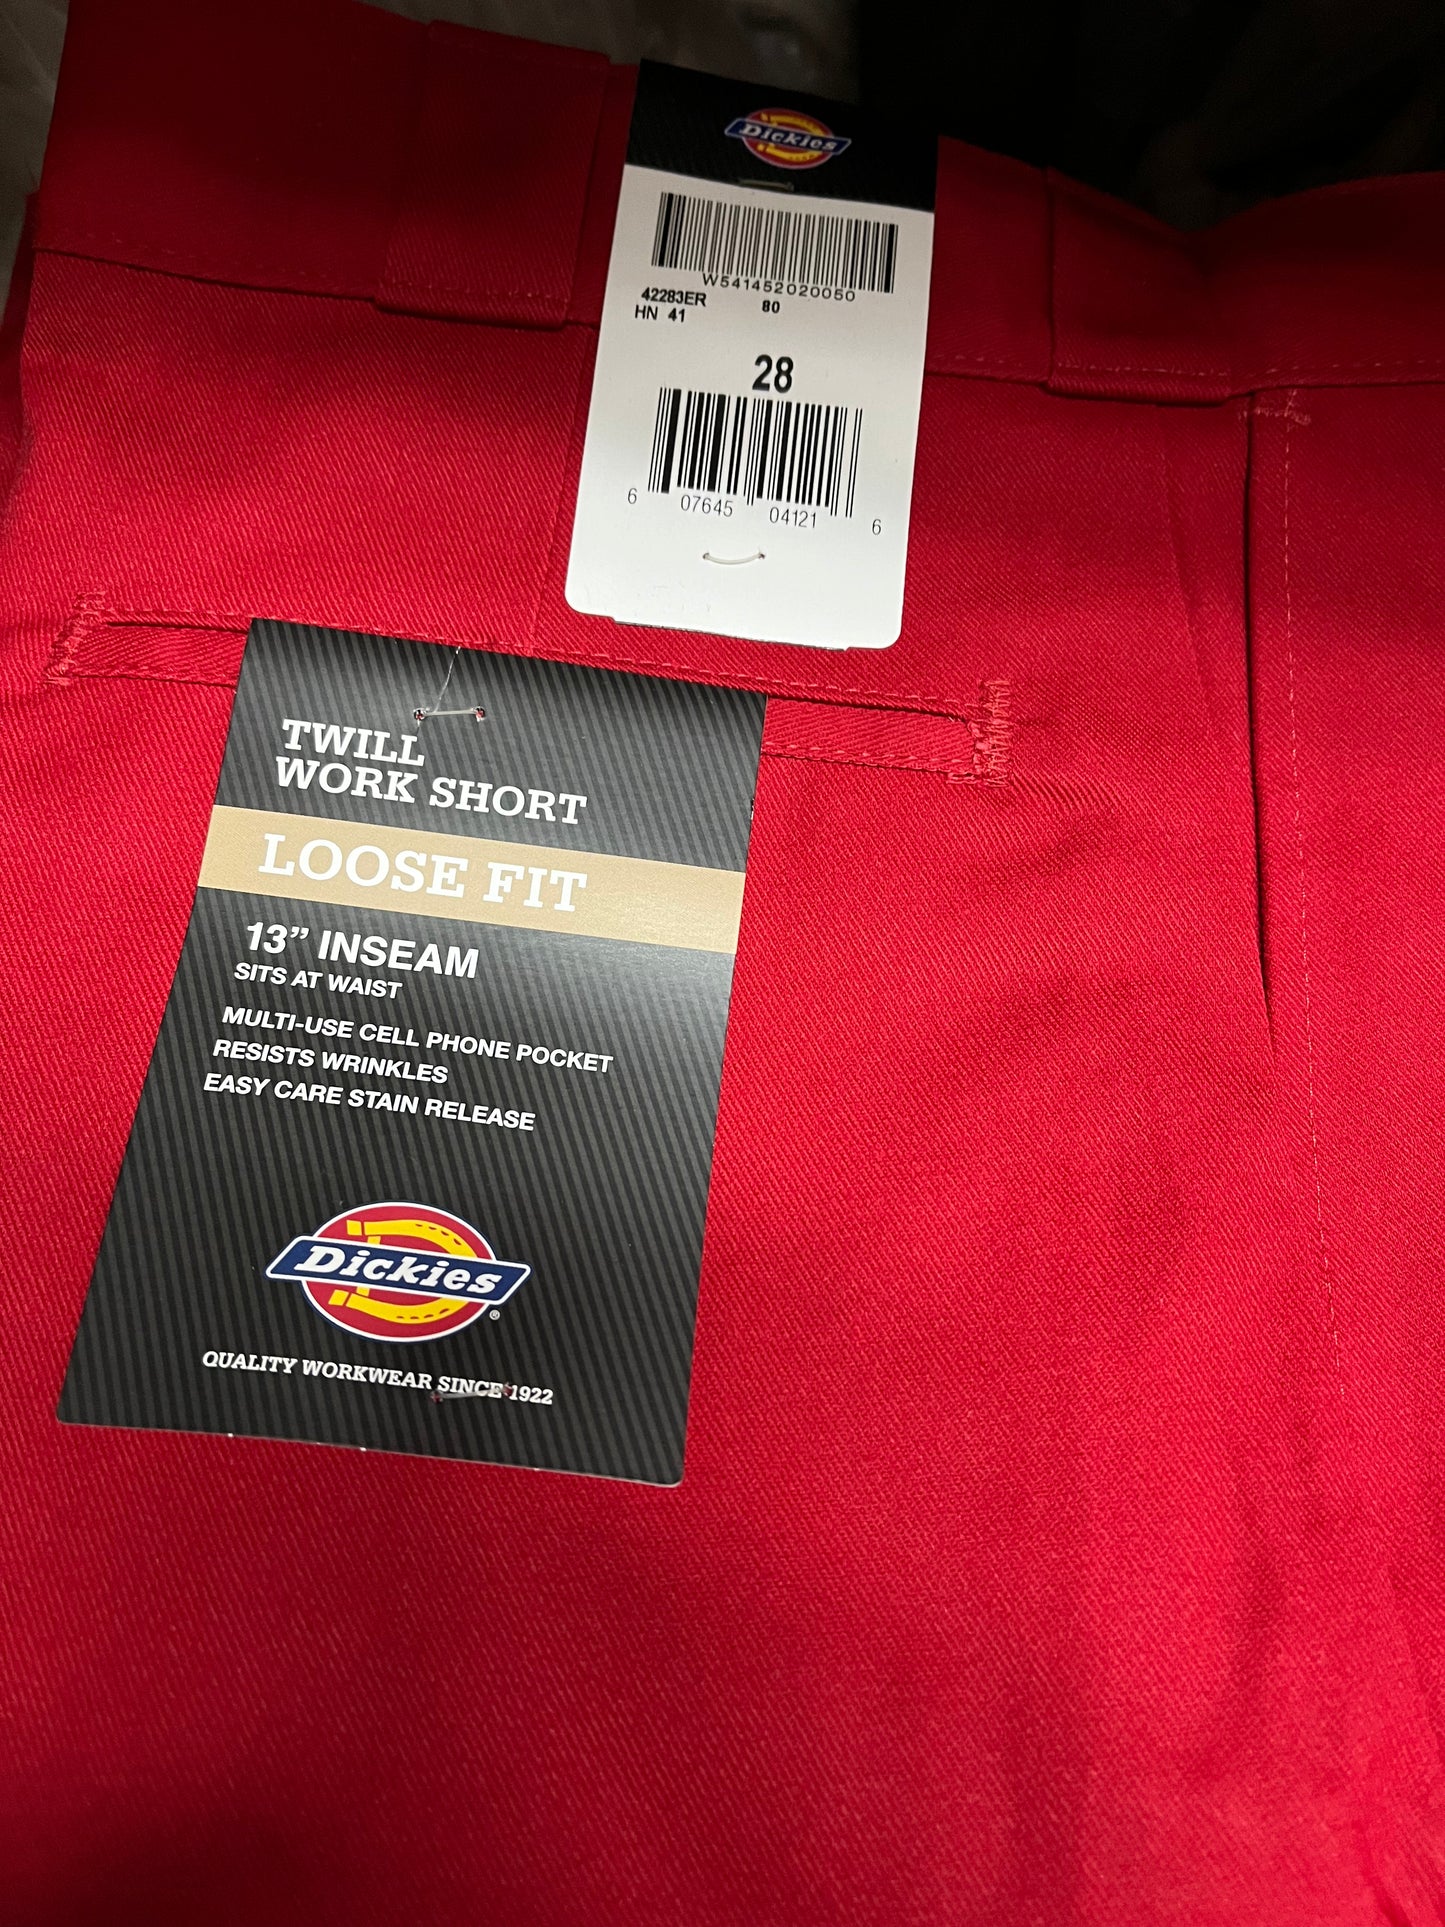 Dickies
W541452020050
42283ER 80
HN 41
28
6 07645 04121 6
TWILL
WORK SHORT
LOOSE FIT
13” INSEAM
SITS AT WAIST
MULTI-USE CELL PHONE POCKET
RESISTS WRINKLES
EASY CARE STAIN RELEASE
Dickies®
QUALITY WORKWEAR SINCE 1922